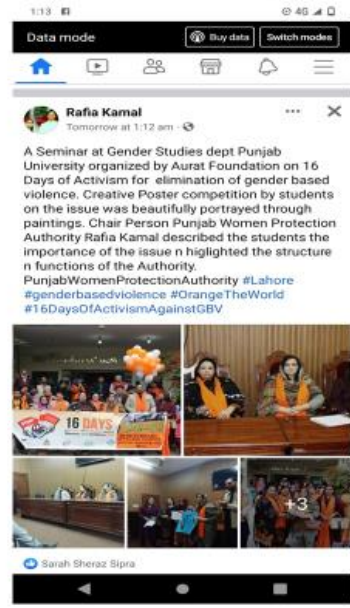 1:13
4G
Data mode
Buy data
Switch modes
Rafia Kamal
Tomorrow at 1:12 am
A Seminar at Gender Studies dept Punjab
University organized by Aurat Foundation on 16
Days of Activism for elimination of gender based
violence. Creative Poster competition by students
on the issue was beautifully portrayed through
paintings. Chair Person Punjab Women Protection
Authority Rafia Kamal described the students the
importance of the issue n higlighted the structure
n functions of the Authority.
PunjabWomenProtectionAuthority #Lahore
#genderbasedviolence #OrangeTheWorld
#16DaysOfActivismAgainstGBV
16 DAYS
+3
Sarah Sheraz Sipra